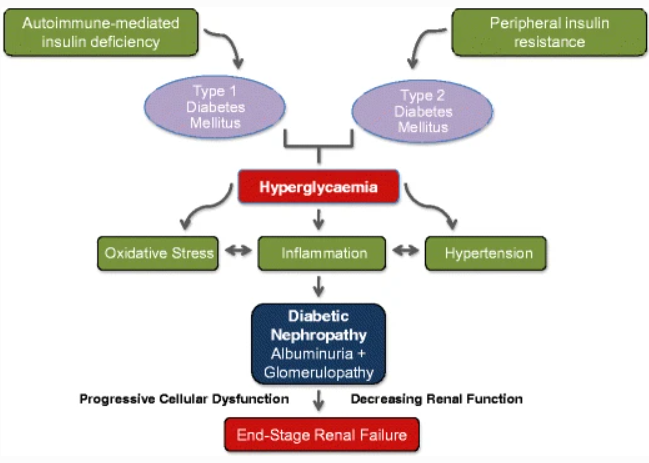 Autoimmune-mediated
insulin deficiency
Peripheral insulin
resistance
Type 1
Diabetes
Mellitus
Type 2
Diabetes
Mellitus
Hyperglycaemia
Oxidative Stress
Inflammation
Hypertension
Diabetic
Nephropathy
Albuminuria +
Glomerulopathy
Progressive Cellular Dysfunction
Decreasing Renal Function
End-Stage Renal Failure